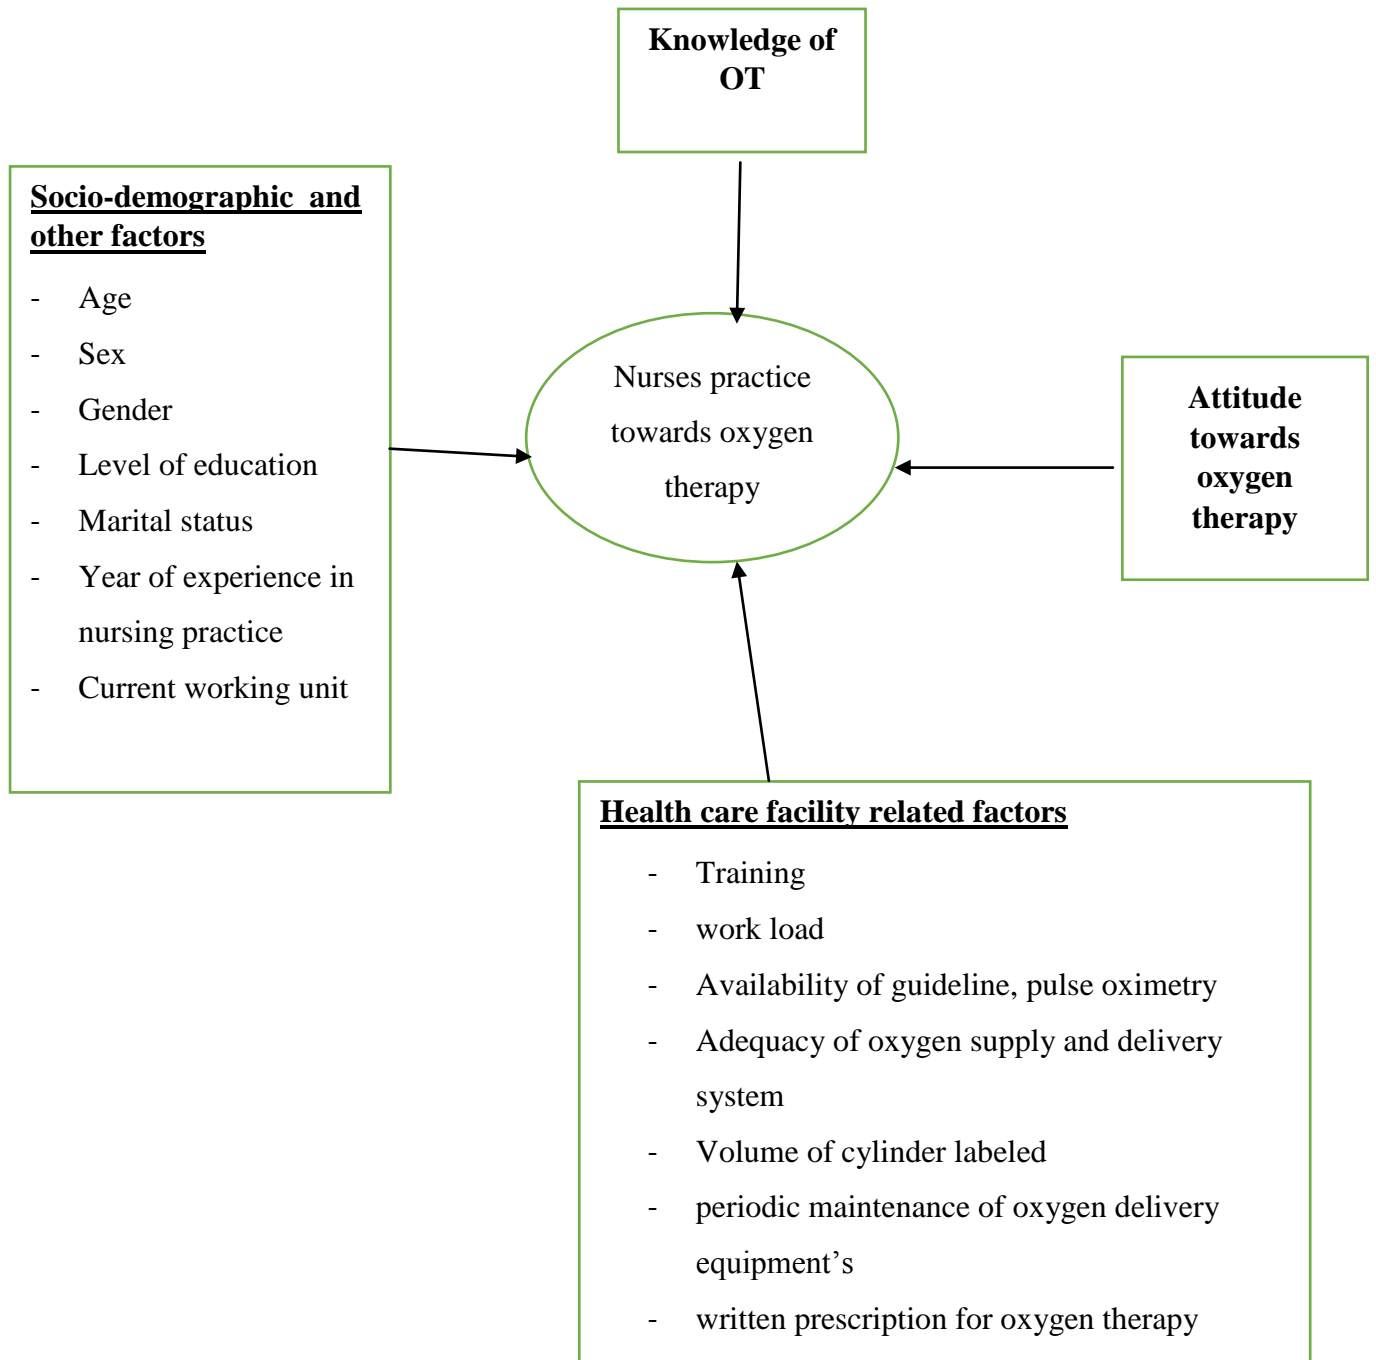 Knowledge of
OT
Socio-demographic and
other factors
- Age
- Sex
- Gender
- Level of education
- Marital status
- Year of experience in
nursing practice
- Current working unit
Nurses practice
towards oxygen
therapy
Attitude
towards
oxygen
therapy
Health care facility related factors
- Training
- work load
- Availability of guideline, pulse oximetry
- Adequacy of oxygen supply and delivery
system
- Volume of cylinder labeled
- periodic maintenance of oxygen delivery
equipment’s
- written prescription for oxygen therapy